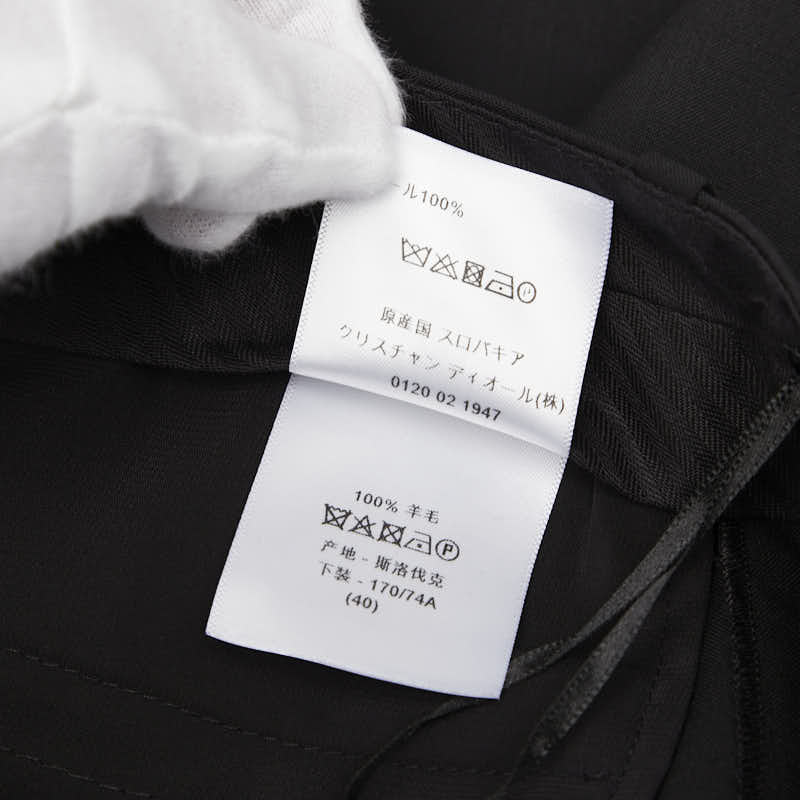 ール100%
原産国 スロバキア
クリスチャン ディオール(株)
0120 02 1947
100% 羊毛
P
产地 - 斯洛伐克
下装 - 170/74A
(40)